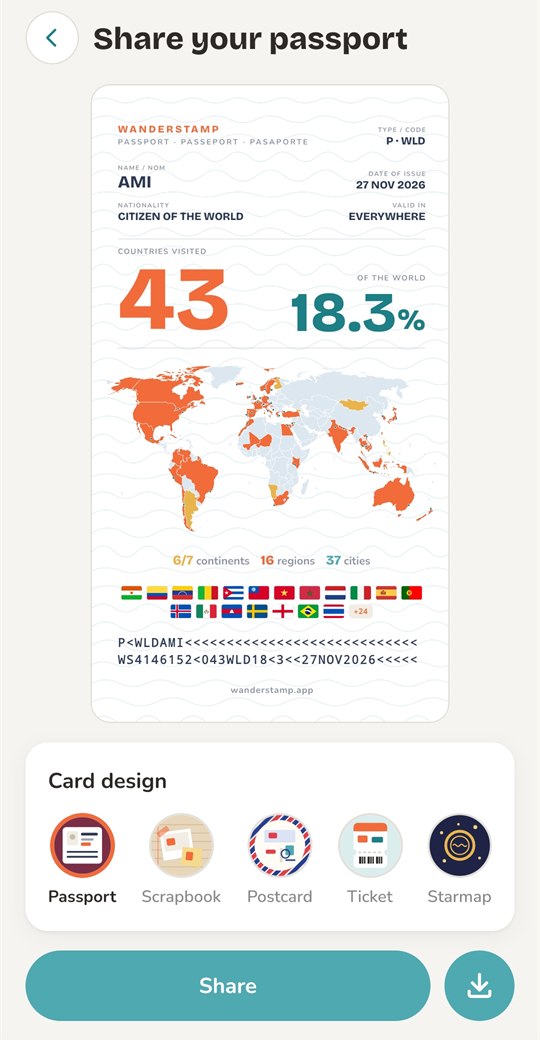 Share your passport
WANDERSTAMP
PASSPORT · PASSEPORT · PASAPORTE
TYPE / CODE
P · WLD
NAME / NOM
AMI
DATE OF ISSUE
27 NOV 2026
NATIONALITY
CITIZEN OF THE WORLD
VALID IN
EVERYWHERE
COUNTRIES VISITED
43
OF THE WORLD
18.3%
6/7 continents 16 regions 37 cities
+24
P<WLDAMI<<<<<<<<<<<<<<<<<<<<<<<<<<<<
WS4146152<043WLD18<3<<27NOV2026<<<<<
wanderstamp.app
Card design
Passport Scrapbook Postcard Ticket Starmap
Share